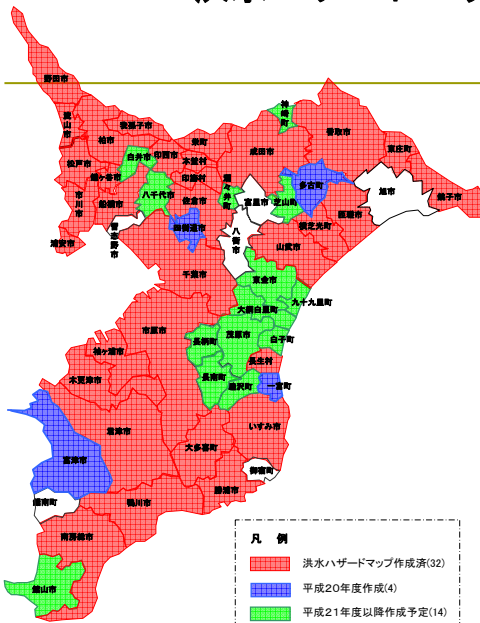 野田市
流山市
柏市
我孫子市
松戸市
鎌ヶ谷市
白井市
印西市
本埜村
印旛村
栄町
成田市
神崎町
香取市
東庄町
銚子市
旭市
匝瑳市
多古町
芝山町
横芝光町
富里市
酒々井町
佐倉市
八千代市
船橋市
市川市
浦安市
習志野市
四街道市
八街市
山武市
千葉市
東金市
九十九里町
大網白里町
市原市
茂原市
白子町
長柄町
長生村
長南町
睦沢町
一宮町
袖ヶ浦市
木更津市
君津市
富津市
いすみ市
大多喜町
御宿町
勝浦市
鴨川市
鋸南町
南房総市
館山市
凡 例
洪水ハザードマップ作成済(32)
平成20年度作成(4)
平成21年度以降作成予定(14)